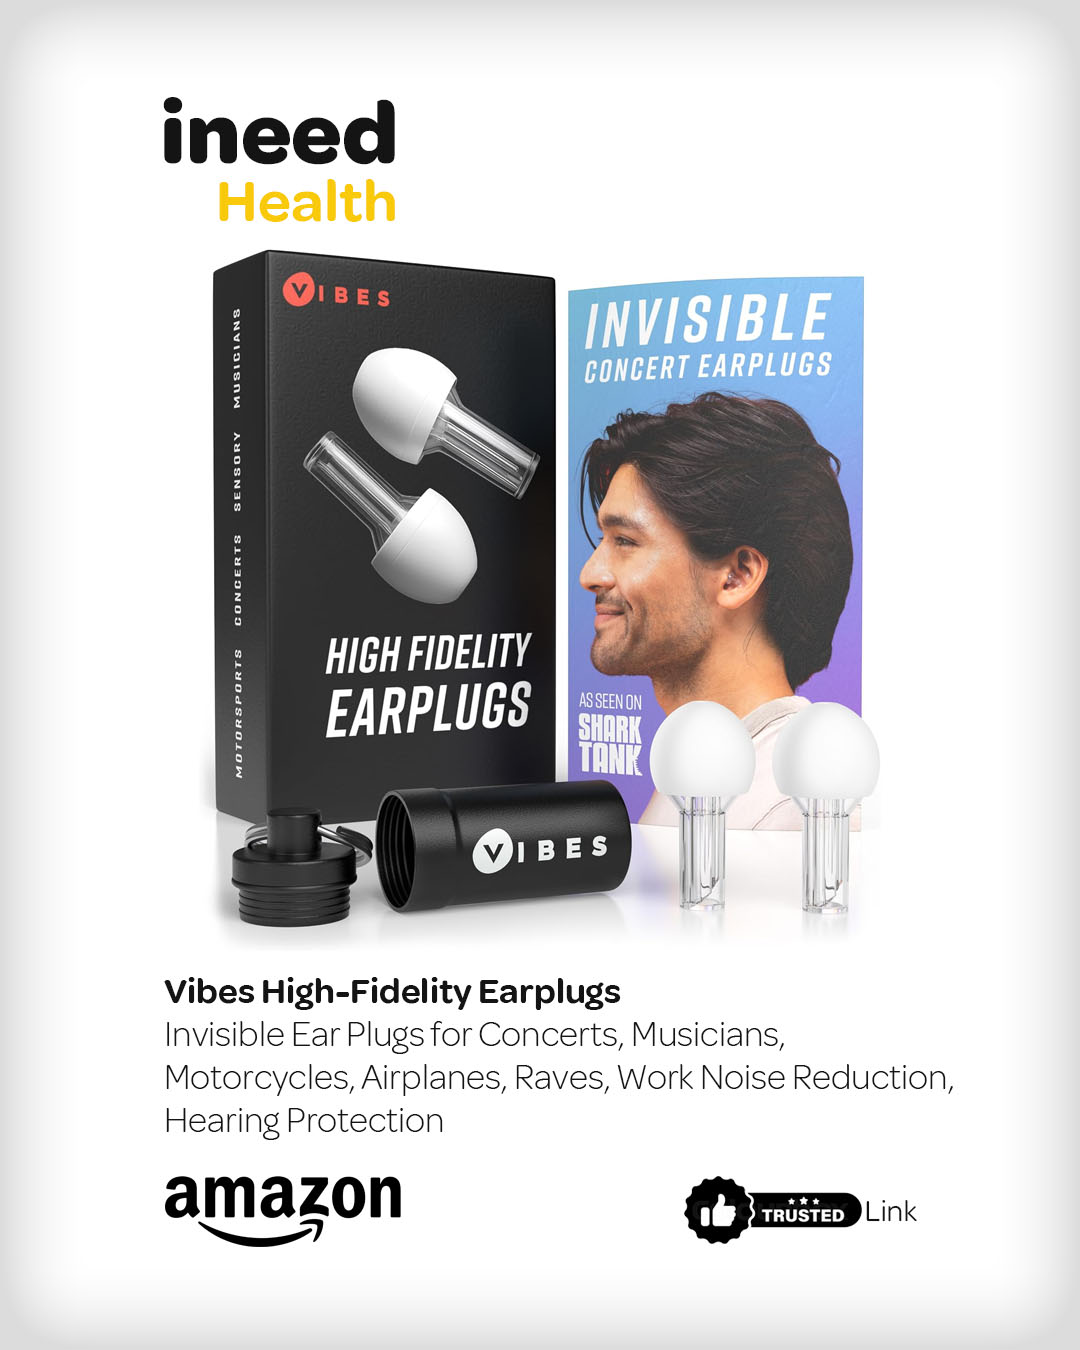 ineed
Health
VIBES
MOTORSPORTS CONCERTS SENSORY MUSICIANS
HIGH FIDELITY
EARPLUGS
INVISIBLE
CONCERT EARPLUGS
AS SEEN ON
SHARK
TANK
VIBES
Vibes High-Fidelity Earplugs
Invisible Ear Plugs for Concerts, Musicians,
Motorcycles, Airplanes, Raves, Work Noise Reduction,
Hearing Protection
amazon
TRUSTED Link